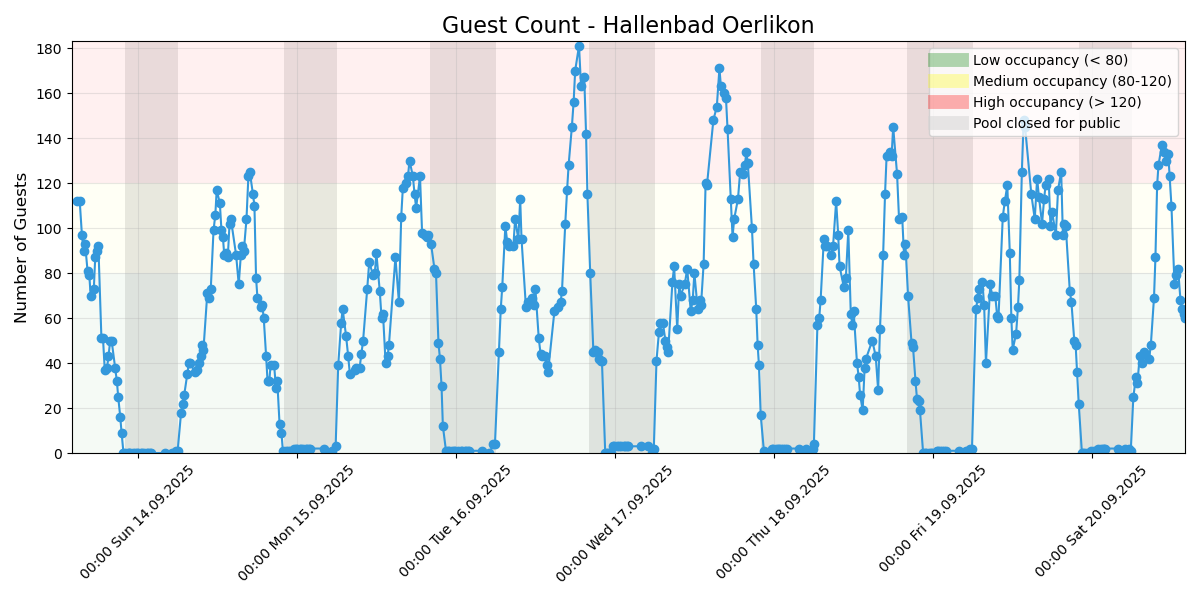 Guest Count - Hallenbad Oerlikon
Number of Guests
180
160
140
120
100
80
60
40
20
0
Low occupancy (< 80)
Medium occupancy (80-120)
High occupancy (> 120)
Pool closed for public
00:00 Sun 14.09.2025
00:00 Mon 15.09.2025
00:00 Tue 16.09.2025
00:00 Wed 17.09.2025
00:00 Thu 18.09.2025
00:00 Fri 19.09.2025
00:00 Sat 20.09.2025